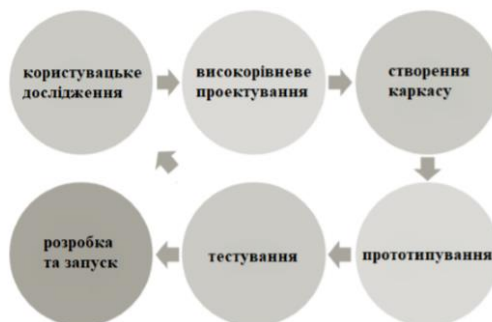 користувацьке
дослідження
високорівневе
проектування
створення
каркасу
прототипування
тестування
розробка
та запуск